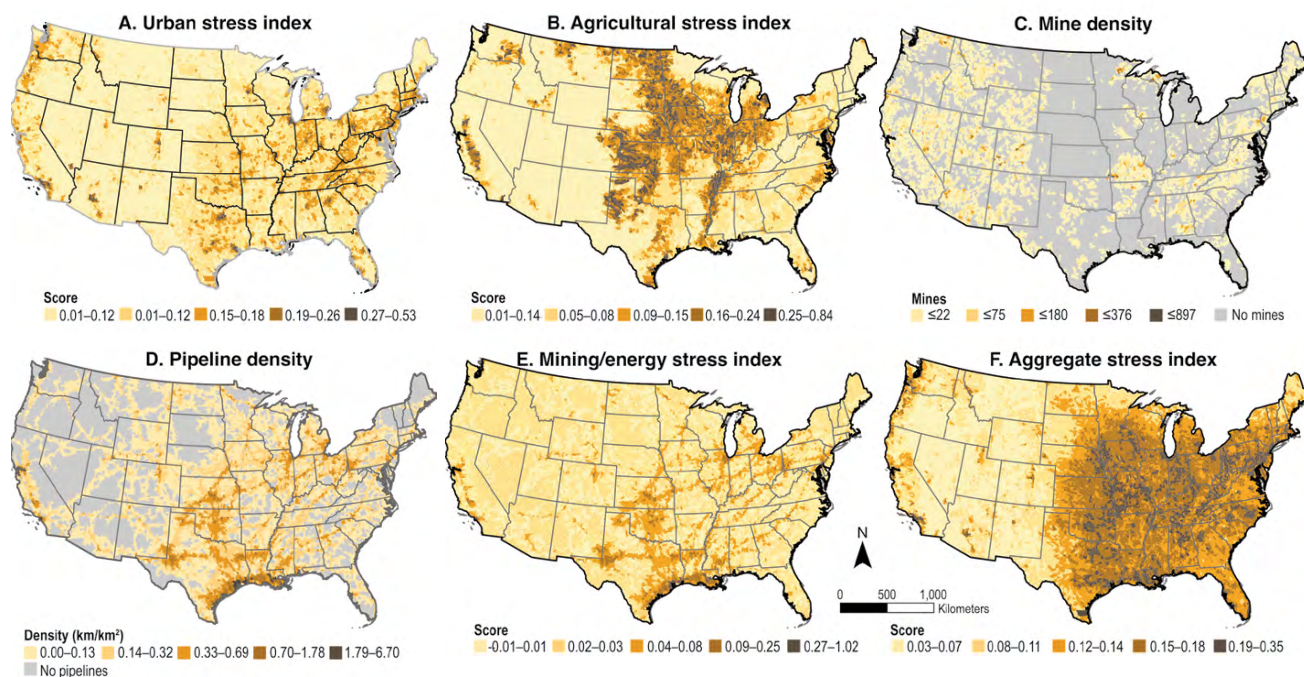 A. Urban stress index
B. Agricultural stress index
C. Mine density
Score
0.01–0.12 0.01–0.12 0.15–0.18 0.19–0.26 0.27–0.53
Score
0.01–0.14 0.05–0.08 0.09–0.15 0.16–0.24 0.25–0.84
Mines
≤22 ≤75 ≤180 ≤376 ≤897 No mines
D. Pipeline density
E. Mining/energy stress index
F. Aggregate stress index
N
0 500 1,000
Kilometers
Density (km/km²)
0.00–0.13 0.14–0.32 0.33–0.69 0.70–1.78 1.79–6.70
No pipelines
Score
-0.01–0.01 0.02–0.03 0.04–0.08 0.09–0.25 0.27–1.02
Score
0.03–0.07 0.08–0.11 0.12–0.14 0.15–0.18 0.19–0.35